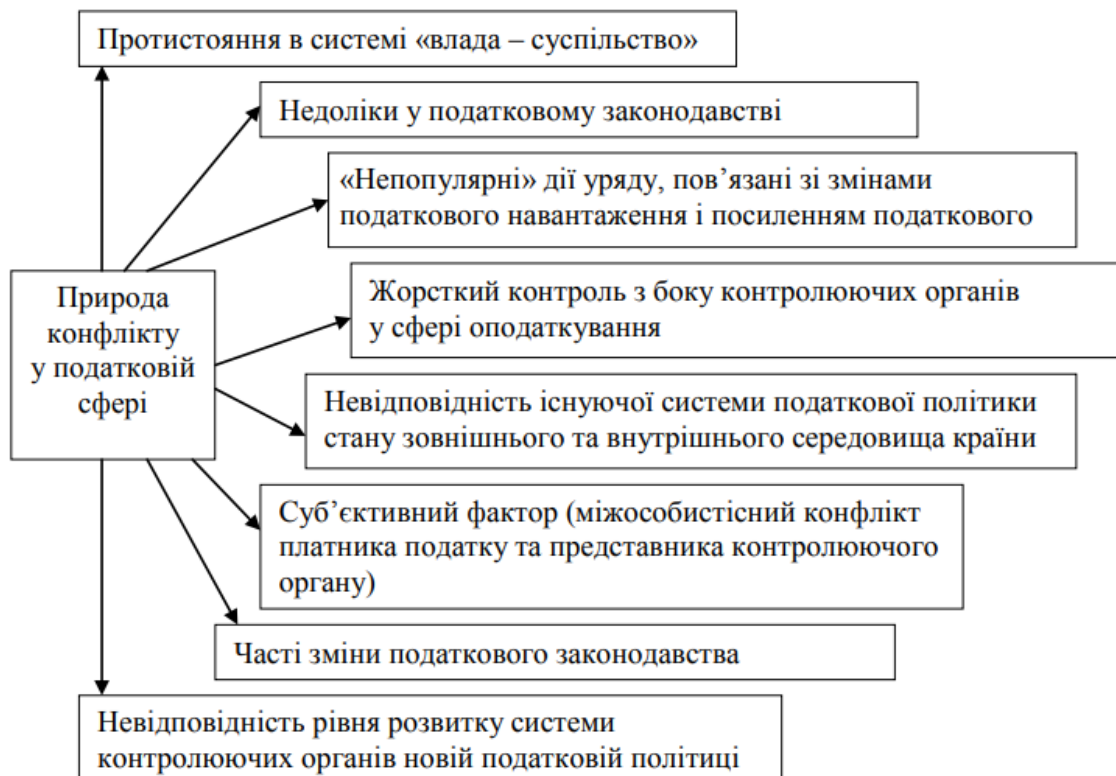 Протистояння в системі «влада – суспільство»
Недоліки у податковому законодавстві
«Непопулярні» дії уряду, пов’язані зі змінами
податкового навантаження і посиленням податкового
Жорсткий контроль з боку контролюючих органів
у сфері оподаткування
Природа
конфлікту
у податковій
сфері
Невідповідність існуючої системи податкової політики
стану зовнішнього та внутрішнього середовища країни
Суб’єктивний фактор (міжособистісний конфлікт
платника податку та представника контролюючого
органу)
Часті зміни податкового законодавства
Невідповідність рівня розвитку системи
контролюючих органів новій податковій політиці